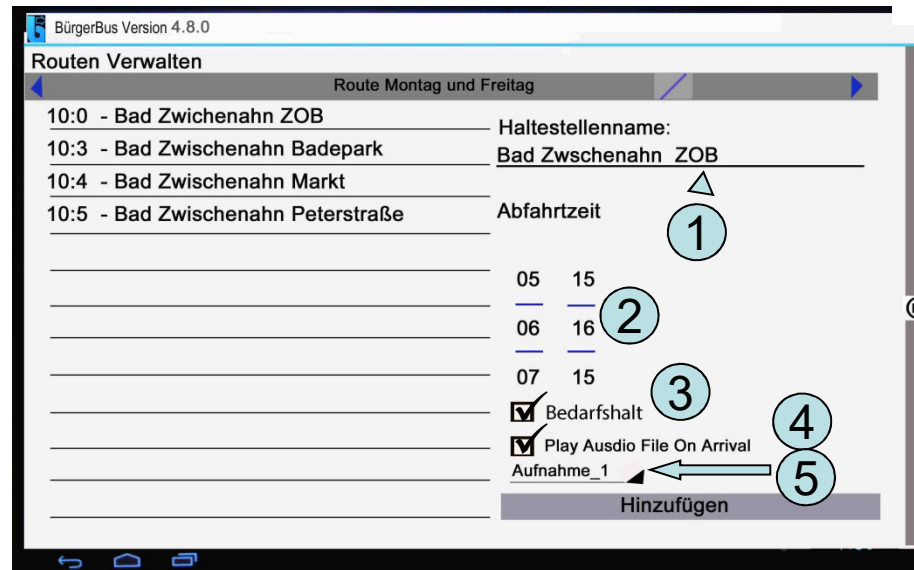 BürgerBus Version 4.8.0
Routen Verwalten
Route Montag und Freitag
10:0 - Bad Zwichenahn ZOB
10:3 - Bad Zwischenahn Badepark
10:4 - Bad Zwischenahn Markt
10:5 - Bad Zwischenahn Peterstraße
Haltestellenname:
Bad Zwschenahn ZOB
1
Abfahrtzeit
05 15
06 16
2
07 15
3
Bedarfshalt
4
Play Ausdio File On Arrival
Aufnahme_1
5
Hinzufügen